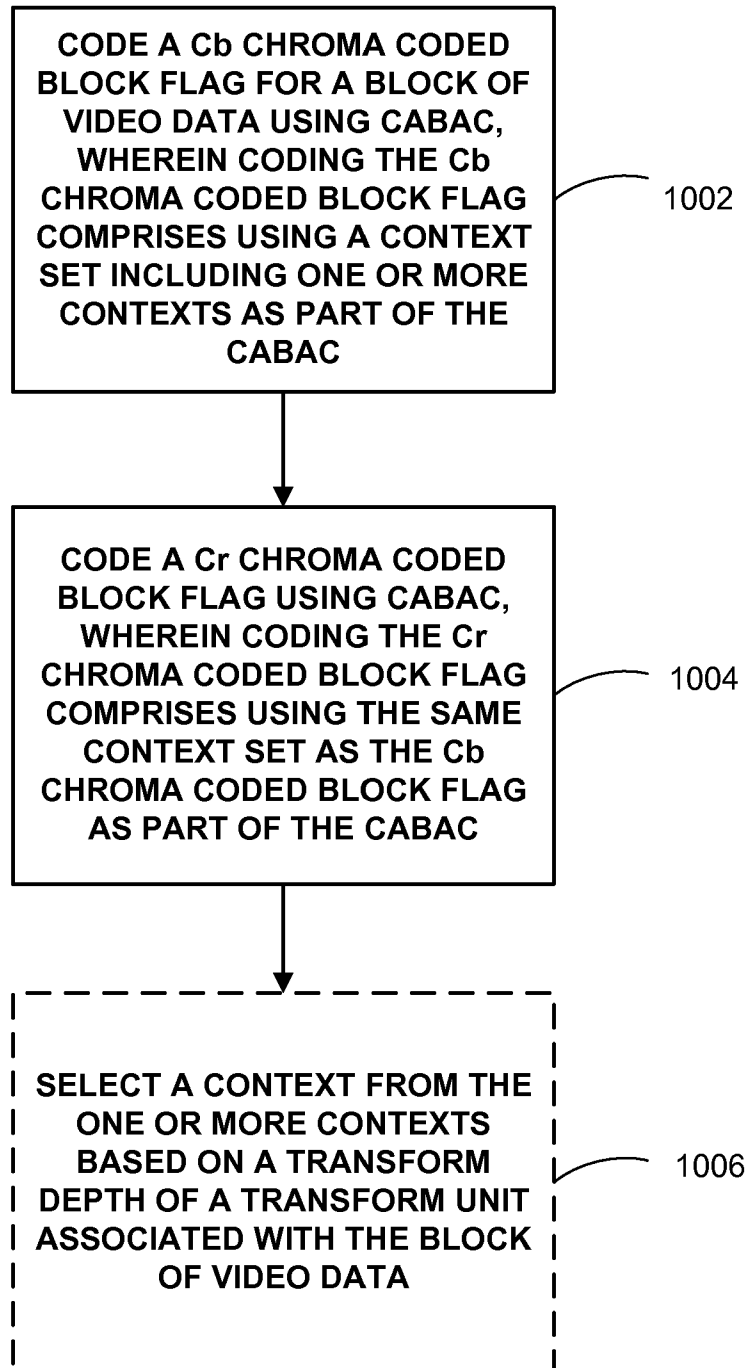 CODE A Cb CHROMA CODED
BLOCK FLAG FOR A BLOCK OF
VIDEO DATA USING CABAC,
WHEREIN CODING THE Cb
CHROMA CODED BLOCK FLAG
COMPRISES USING A CONTEXT
SET INCLUDING ONE OR MORE
CONTEXTS AS PART OF THE
CABAC
1002
CODE A Cr CHROMA CODED
BLOCK FLAG USING CABAC,
WHEREIN CODING THE Cr
CHROMA CODED BLOCK FLAG
COMPRISES USING THE SAME
CONTEXT SET AS THE Cb
CHROMA CODED BLOCK FLAG
AS PART OF THE CABAC
1004
SELECT A CONTEXT FROM THE
ONE OR MORE CONTEXTS
BASED ON A TRANSFORM
DEPTH OF A TRANSFORM UNIT
ASSOCIATED WITH THE BLOCK
OF VIDEO DATA
1006